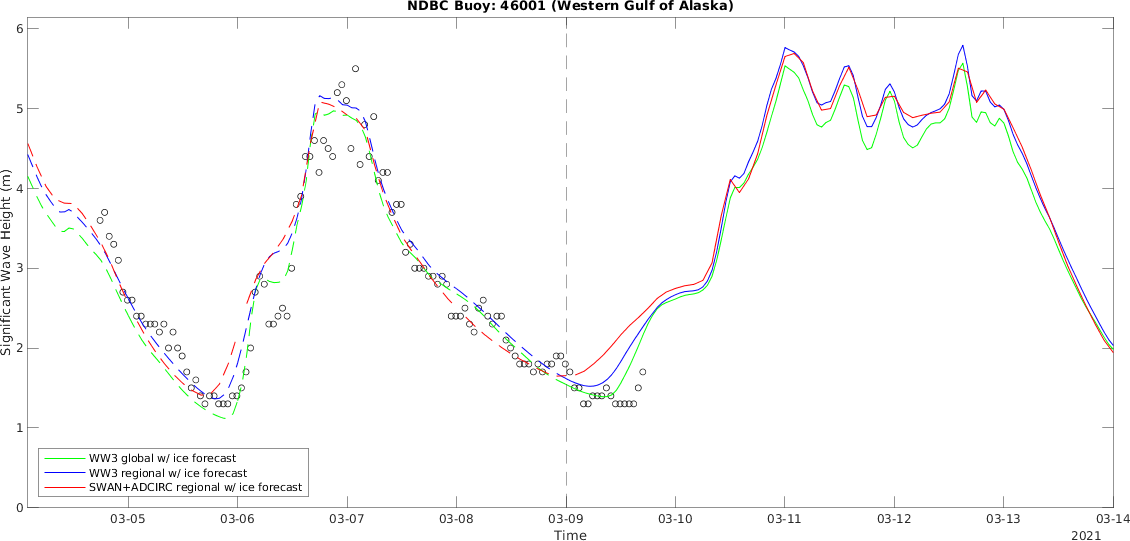 NDBC Buoy: 46001 (Western Gulf of Alaska)
Significant Wave Height (m)
6
5
4
3
2
1
0
WW3 global w/ ice forecast
WW3 regional w/ ice forecast
SWAN+ADCIRC regional w/ ice forecast
03-05 03-06 03-07 03-08 03-09 03-10 03-11 03-12 03-13 03-14
Time
2021